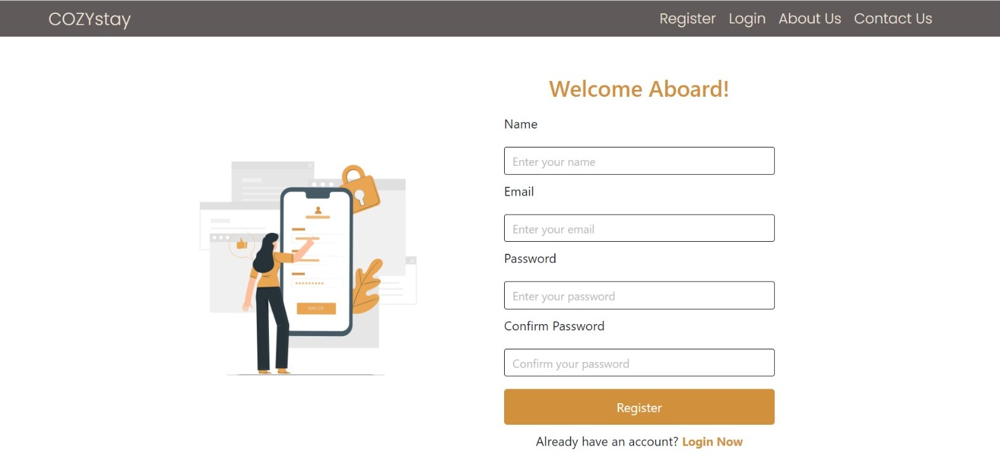 COZYstay
Register Login About Us Contact Us
Welcome Aboard!
Name
Enter your name
Email
Enter your email
Password
Enter your password
Confirm Password
Confirm your password
Register
Already have an account? Login Now